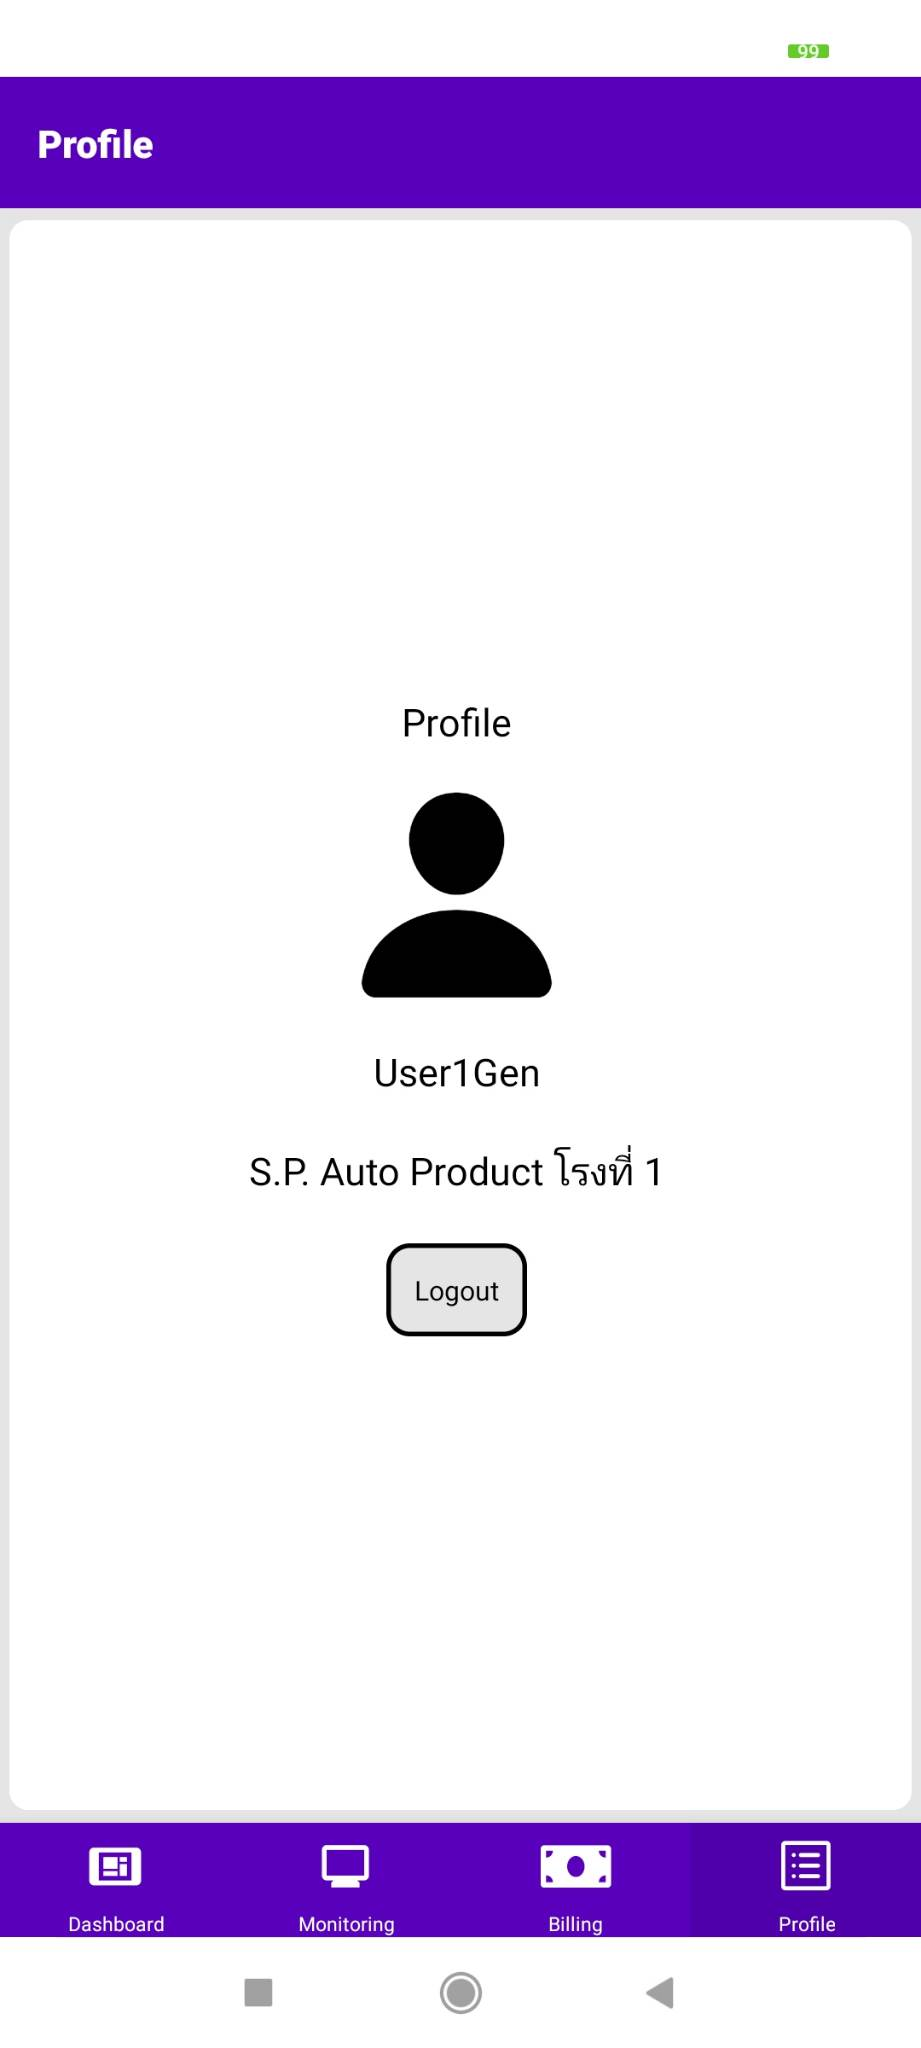 99
Profile
Profile
User1Gen
S.P. Auto Product โรงที่ 1
Logout
Dashboard Monitoring Billing Profile